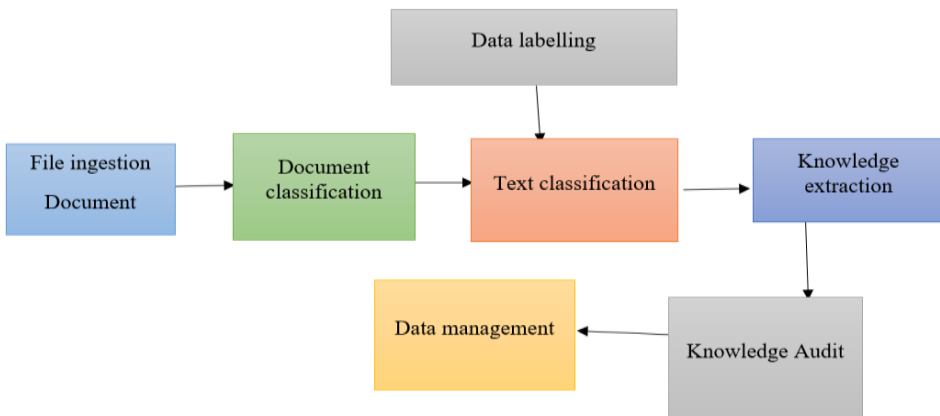 Data labelling
File ingestion
Document
Document
classification
Text classification
Knowledge
extraction
Data management
Knowledge Audit